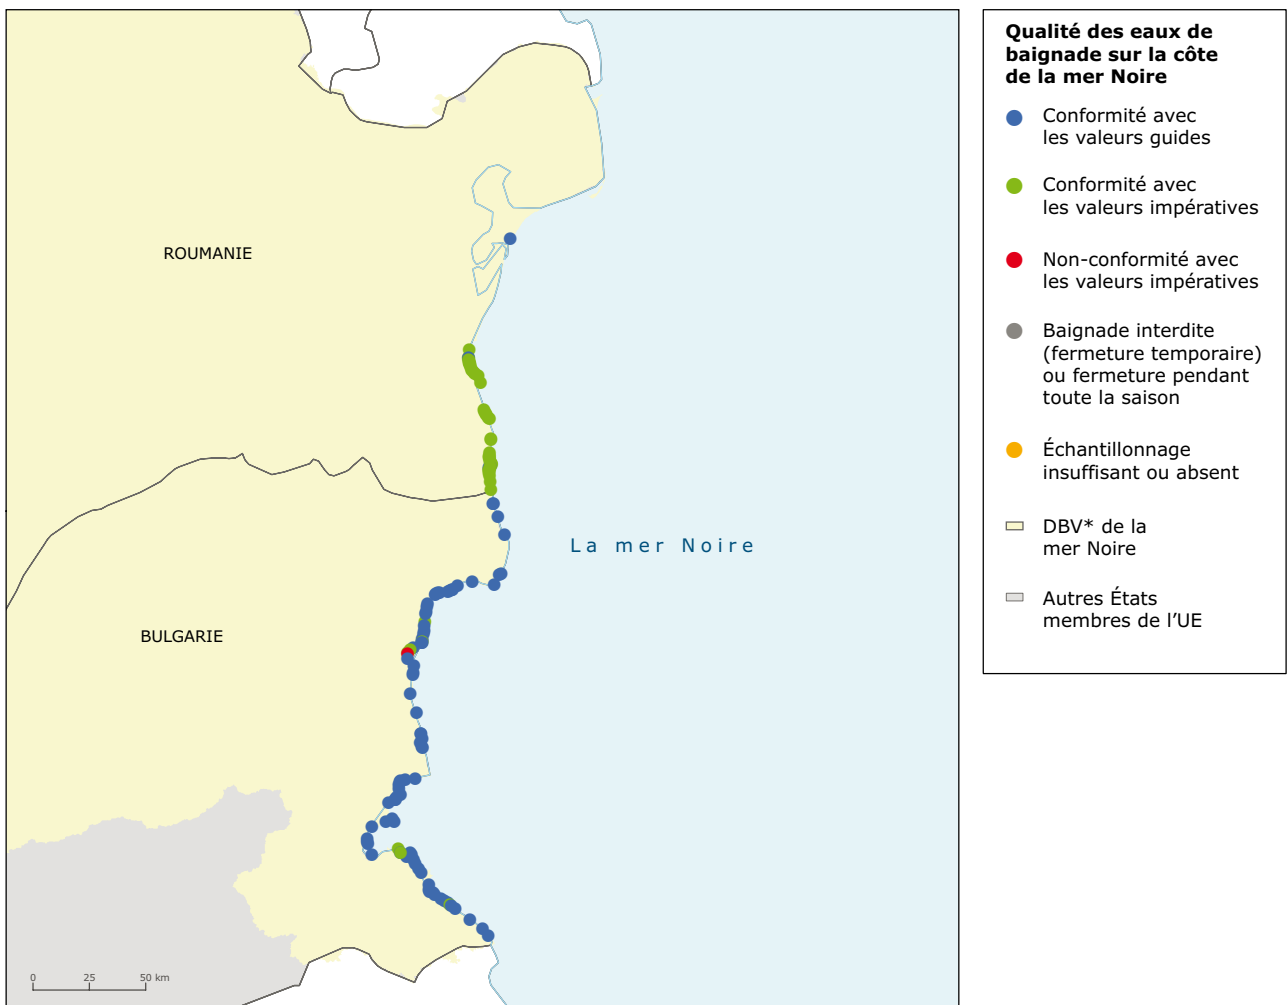 ROUMANIE
BULGARIE
La mer Noire
0 25 50 km
Qualité des eaux de
baignade sur la côte
de la mer Noire
Conformité avec
les valeurs guides
Conformité avec
les valeurs impératives
Non-conformité avec
les valeurs impératives
Baignade interdite
(fermeture temporaire)
ou fermeture pendant
toute la saison
Échantillonnage
insuffisant ou absent
DBV* de la
mer Noire
Autres États
membres de l’UE